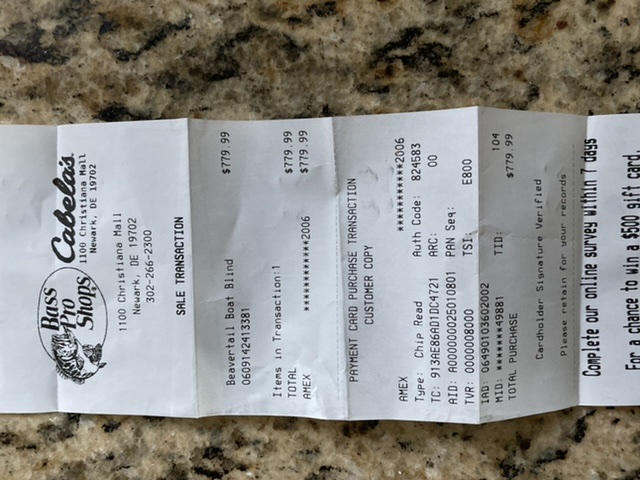 Bass
Pro
Shops
Cabela's
1100 Christiana Mall
Newark, DE 19702
1100 Christiana Mall
Newark, DE 19702
302-266-2300
SALE TRANSACTION
Beavertail Boat Blind $779.99
0609142413381
Items in Transaction:1
TOTAL $779.99
AMEX ************2006 $779.99
PAYMENT CARD PURCHASE TRANSACTION
CUSTOMER COPY
AMEX ************2006
Type: Chip Read Auth Code: 824583
TC: 913AE86AD1DC4721 ARC: 00
AID: A000000025010801 PAN Seq:
TVR: 0000008000 TSI: E800
IAD: 06490103602002
MID: *******49881 TID: 104
TOTAL PURCHASE $779.99
Cardholder Signature Verified
Please retain for your records
Complete our online survey within 7 days
For a chance to win a $500 gift card.